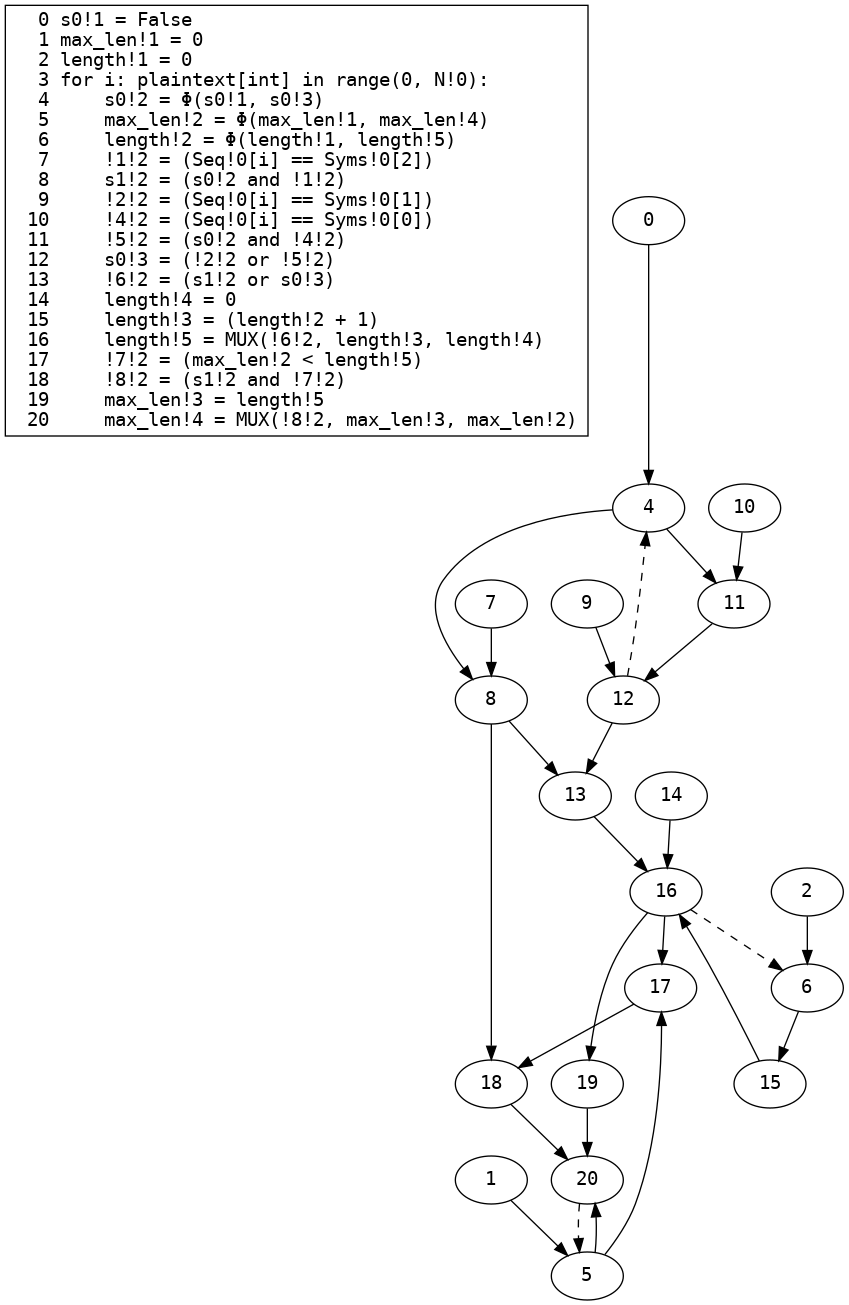 0 s0!1 = False
1 max_len!1 = 0
2 length!1 = 0
3 for i: plaintext[int] in range(0, N!0):
4     s0!2 = Φ(s0!1, s0!3)
5     max_len!2 = Φ(max_len!1, max_len!4)
6     length!2 = Φ(length!1, length!5)
7     !1!2 = (Seq!0[i] == Syms!0[2])
8     s1!2 = (s0!2 and !1!2)
9     !2!2 = (Seq!0[i] == Syms!0[1])
10     !4!2 = (Seq!0[i] == Syms!0[0])
11     !5!2 = (s0!2 and !4!2)
12     s0!3 = (!2!2 or !5!2)
13     !6!2 = (s1!2 or s0!3)
14     length!4 = 0
15     length!3 = (length!2 + 1)
16     length!5 = MUX(!6!2, length!3, length!4)
17     !7!2 = (max_len!2 < length!5)
18     !8!2 = (s1!2 and !7!2)
19     max_len!3 = length!5
20     max_len!4 = MUX(!8!2, max_len!3, max_len!2)
0
4
10
7
9
11
8
12
13
14
16
2
17
6
18
19
15
1
20
5